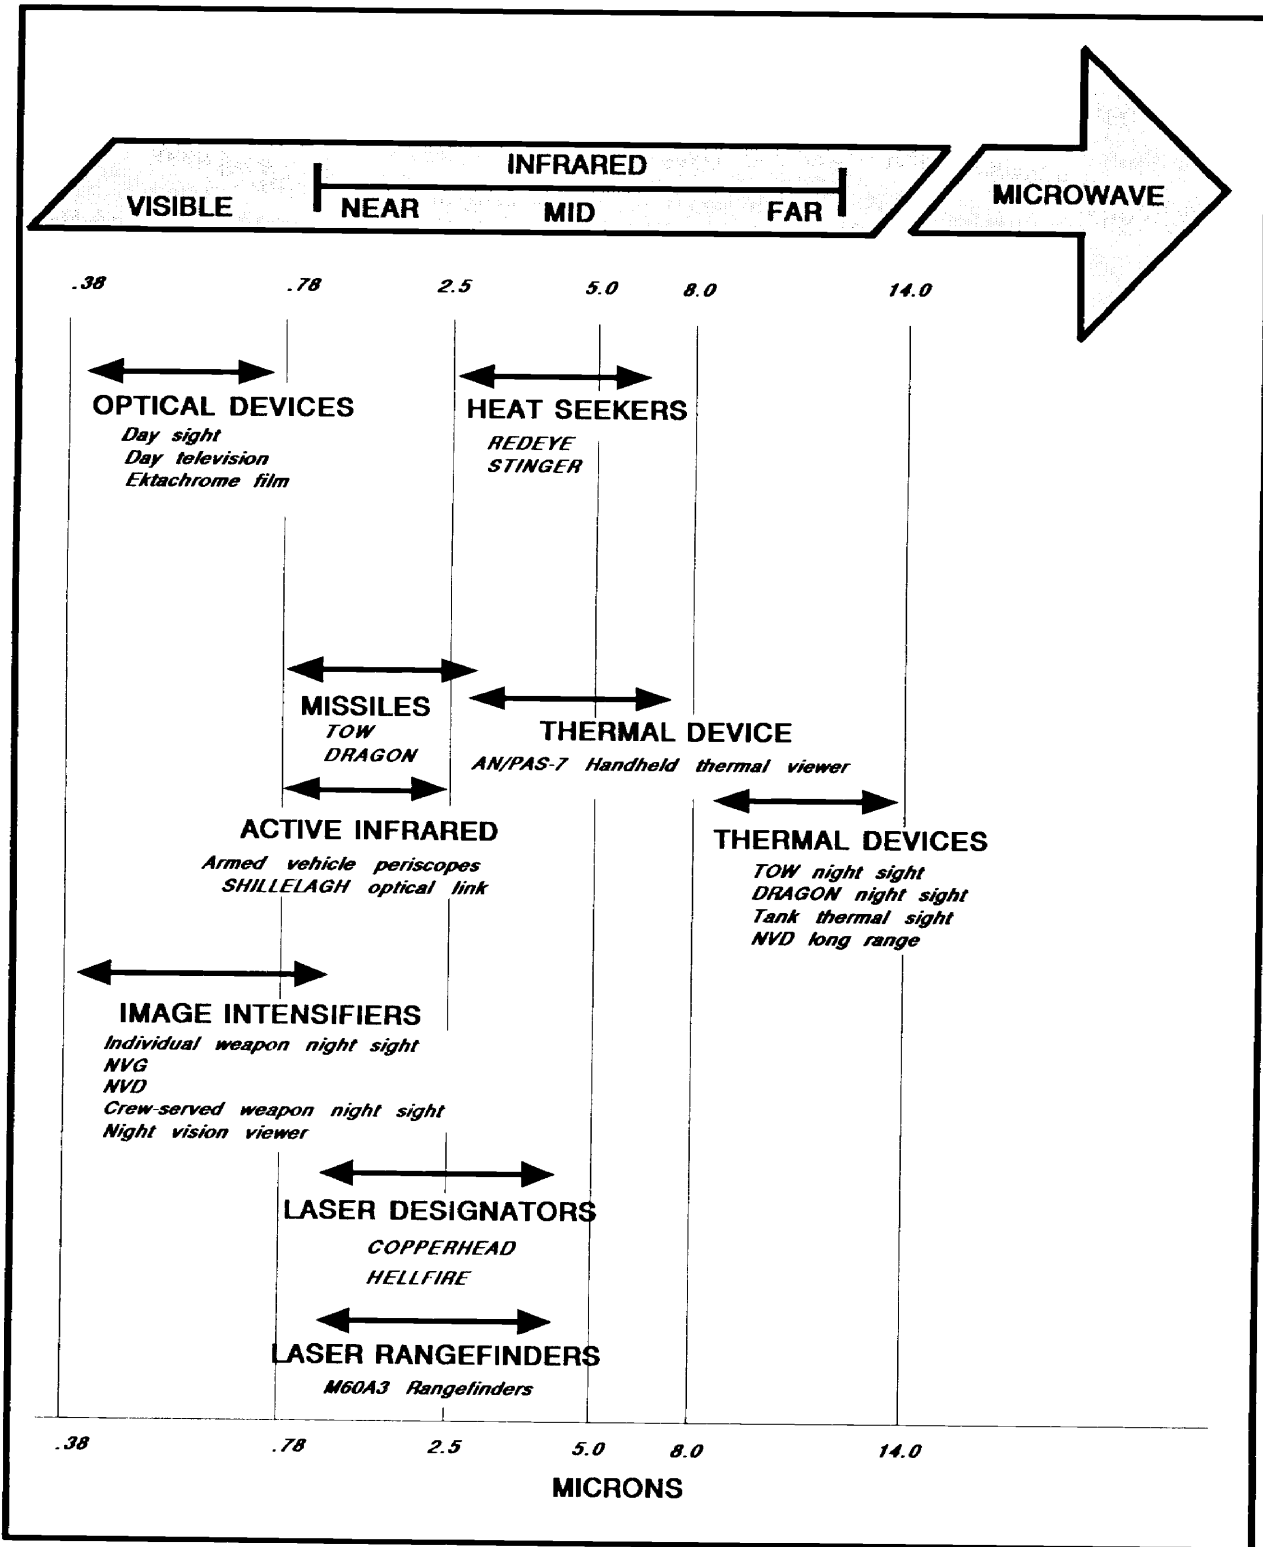 INFRARED
VISIBLE NEAR MID FAR MICROWAVE
.38 .78 2.5 5.0 8.0 14.0
OPTICAL DEVICES
Day sight
Day television
Ektachrome film
HEAT SEEKERS
REDEYE
STINGER
MISSILES
TOW
DRAGON
THERMAL DEVICE
AN/PAS-7 Handheld thermal viewer
ACTIVE INFRARED
Armed vehicle periscopes
SHILLELAGH optical link
THERMAL DEVICES
TOW night sight
DRAGON night sight
Tank thermal sight
NVD long range
IMAGE INTENSIFIERS
Individual weapon night sight
NVG
NVD
Crew-served weapon night sight
Night vision viewer
LASER DESIGNATORS
COPPERHEAD
HELLFIRE
LASER RANGEFINDERS
M60A3 Rangefinders
.38 .78 2.5 5.0 8.0 14.0
MICRONS